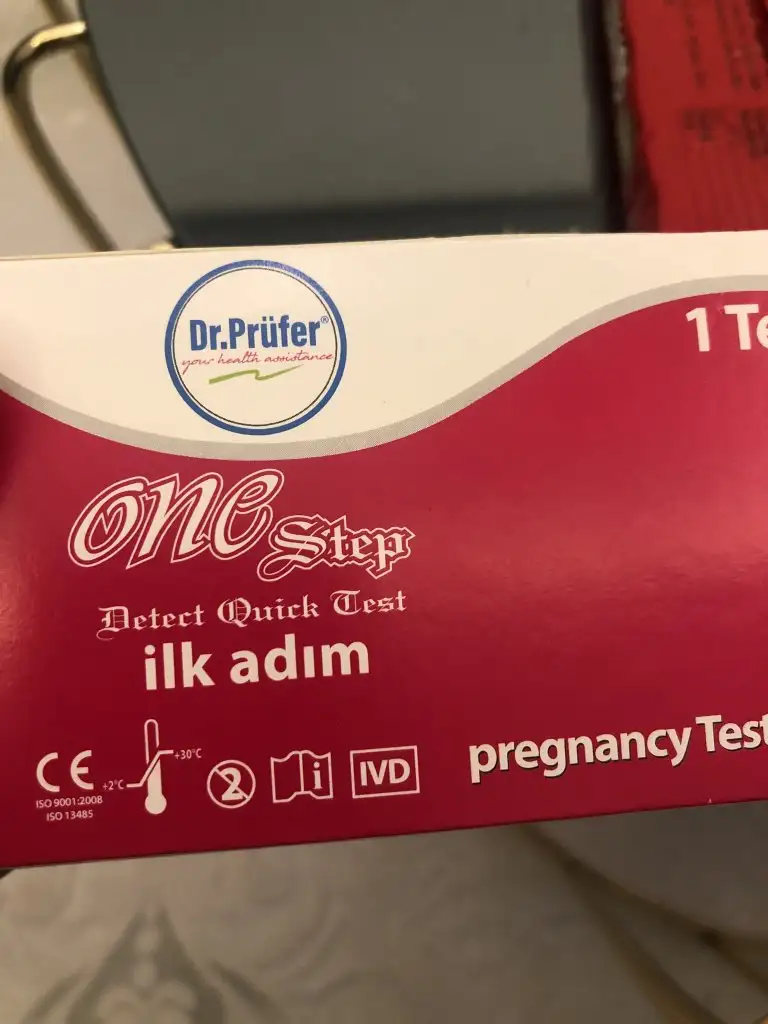 Dr.Prüfer®
your health assistance
1 Te
one Step
Detect Quick Test
ilk adım
CE
ISO 9001:2008
ISO 13485
+2°C
+30°C
2
i
IVD
pregnancy Test